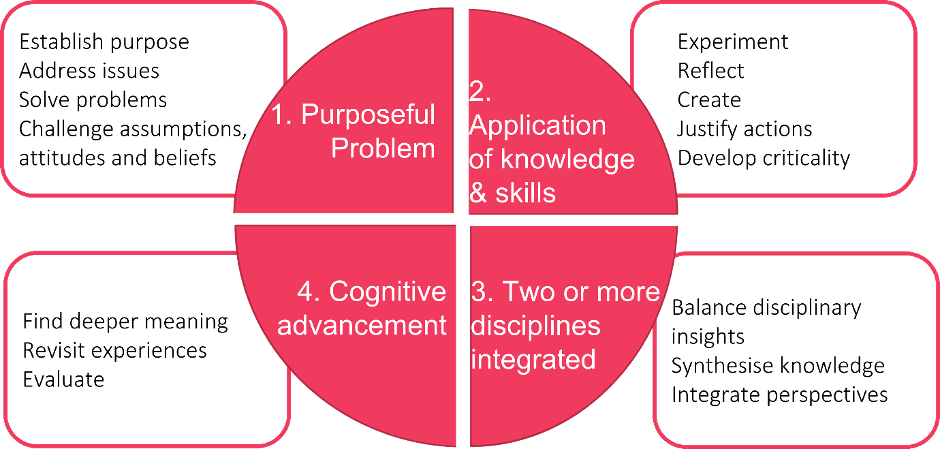 Establish purpose
Address issues
Solve problems
Challenge assumptions,
attitudes and beliefs
1. Purposeful
Problem
2.
Application
of knowledge
& skills
Experiment
Reflect
Create
Justify actions
Develop criticality
Find deeper meaning
Revisit experiences
Evaluate
4. Cognitive
advancement
3. Two or more
disciplines
integrated
Balance disciplinary
insights
Synthesise knowledge
Integrate perspectives